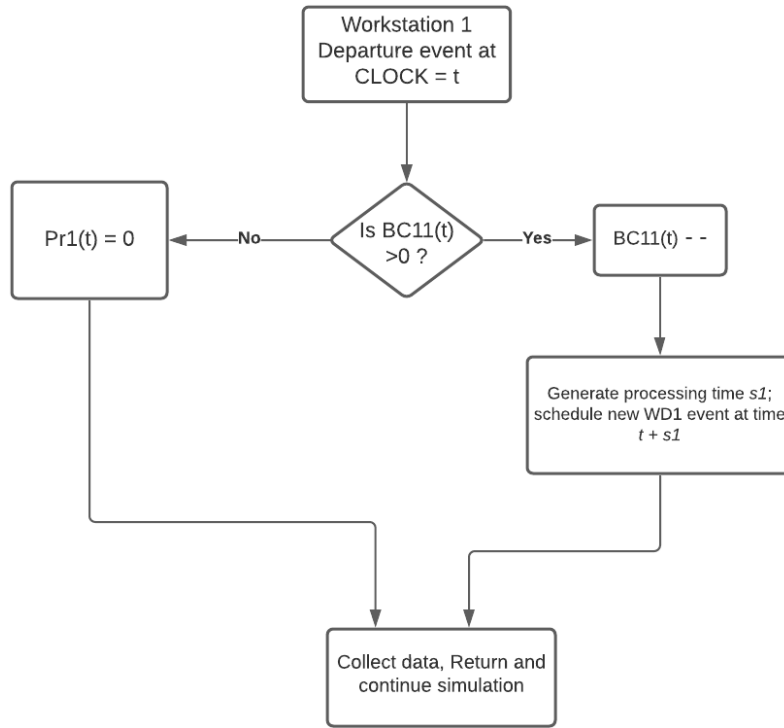 Workstation 1
Departure event at
CLOCK = t
Is BC11(t)
>0 ?
No
Yes
Pr1(t) = 0
BC11(t) - -
Generate processing time s1;
schedule new WD1 event at time
t + s1
Collect data, Return and
continue simulation